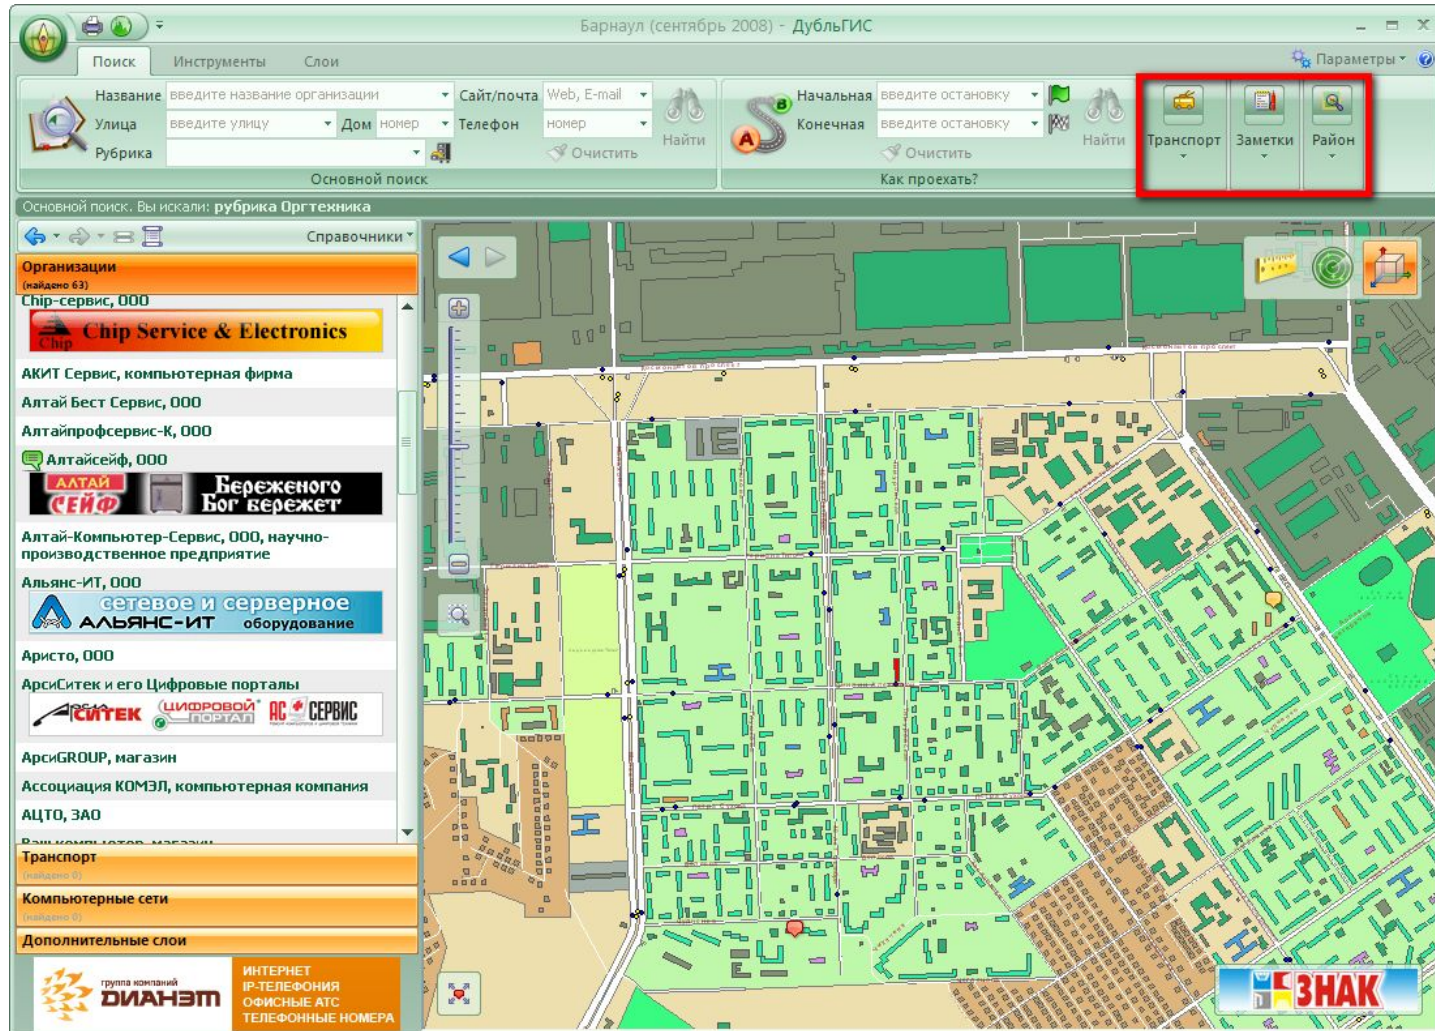 Барнаул (сентябрь 2008) - ДубльГИС
Поиск Инструменты Слои Параметры
Название введите название организации Сайт/почта Web, E-mail
Улица введите улицу Дом номер Телефон номер
Рубрика Очистить
Найти
Основной поиск
Начальная введите остановку
Конечная введите остановку
Очистить
Найти
Как проехать?
Транспорт Заметки Район
Основной поиск. Вы искали: рубрика Оргтехника
Справочники
Организации
(найдено 63)
Chip-сервис, ООО
Chip
Chip Service & Electronics
АКИТ Сервис, компьютерная фирма
Алтай Бест Сервис, ООО
Алтайпрофсервис-К, ООО
Алтайсейф, ООО
АЛТАЙ
СЕЙФ
Береженого
Бог бережет
Алтай-Компьютер-Сервис, ООО, научно-
производственное предприятие
Альянс-ИТ, ООО
сетевое и серверное
АЛЬЯНС-ИТ оборудование
Аристо, ООО
АрсиСитек и его Цифровые порталы
СИТЕК
ЦИФРОВОЙ
ПОРТАЛ
АС СЕРВИС
АрсиGROUP, магазин
Ассоциация КОМЭЛ, компьютерная компания
АЦТО, ЗАО
Транспорт
(найдено 0)
Компьютерные сети
(найдено 0)
Дополнительные слои
группа компаний
ДИАНЭТ
ИНТЕРНЕТ
IP-ТЕЛЕФОНИЯ
ОФИСНЫЕ АТС
ТЕЛЕФОННЫЕ НОМЕРА
ЗНАК